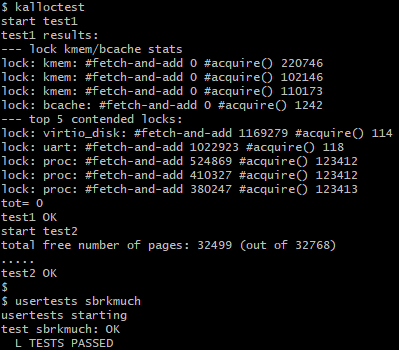 $ kalloctest
start test1
test1 results:
--- lock kmem/bcache stats
lock: kmem: #fetch-and-add 0 #acquire() 220746
lock: kmem: #fetch-and-add 0 #acquire() 102146
lock: kmem: #fetch-and-add 0 #acquire() 110173
lock: bcache: #fetch-and-add 0 #acquire() 1242
--- top 5 contended locks:
lock: virtio_disk: #fetch-and-add 1169279 #acquire() 114
lock: uart: #fetch-and-add 1022923 #acquire() 118
lock: proc: #fetch-and-add 524869 #acquire() 123412
lock: proc: #fetch-and-add 410327 #acquire() 123412
lock: proc: #fetch-and-add 380247 #acquire() 123413
tot= 0
test1 OK
start test2
total free number of pages: 32499 (out of 32768)
.....
test2 OK
$
$ usertests sbrkmuch
usertests starting
test sbrkmuch: OK
L TESTS PASSED